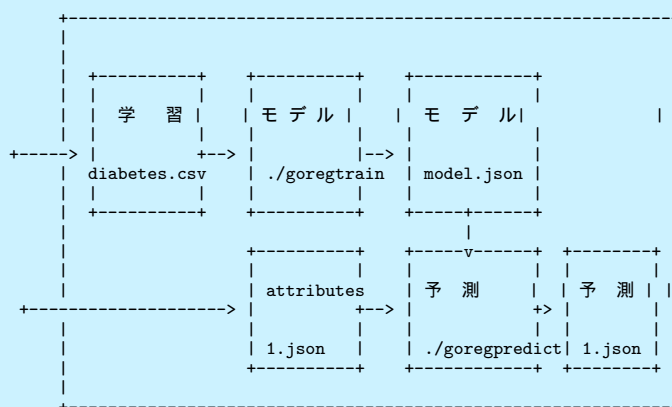 学 習 モデル モ デ ル
diabetes.csv ./goregtrain model.json
attributes 予 測 予 測
1.json ./goregpredict 1.json